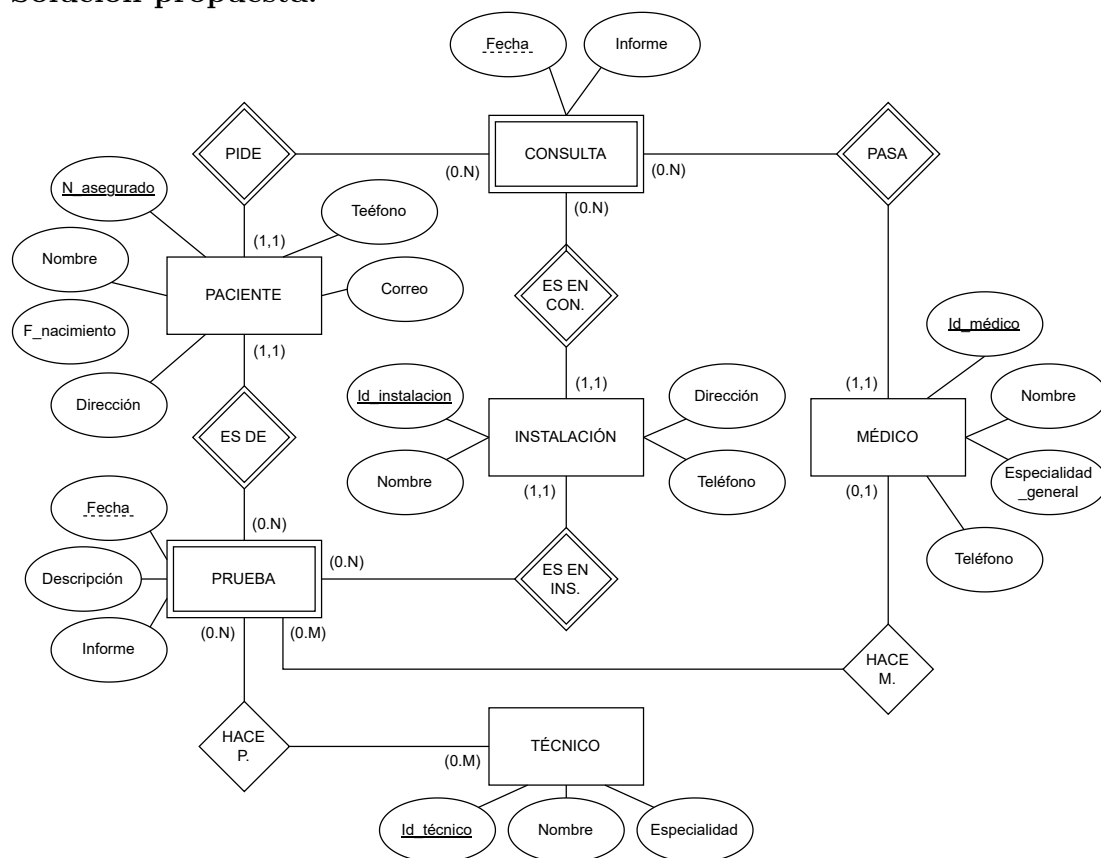 Solución propuesta:
Fecha
Informe
PIDE
CONSULTA
PASA
(0.N)
(0.N)
(0.N)
N_asegurado
Teéfono
(1,1)
Nombre
PACIENTE
Correo
ES EN
CON.
F_nacimiento
Id_médico
(1,1)
Dirección
(1,1)
(1,1)
Id_instalacion
Dirección
Nombre
ES DE
INSTALACIÓN
MÉDICO
Nombre
Teléfono
Especialidad
_general
(1,1)
(0,1)
Fecha
(0.N)
Teléfono
(0.N)
Descripción
PRUEBA
ES EN
INS.
Informe
(0.N)
(0.M)
HACE
M.
HACE
P.
TÉCNICO
(0.M)
Id_técnico
Nombre
Especialidad